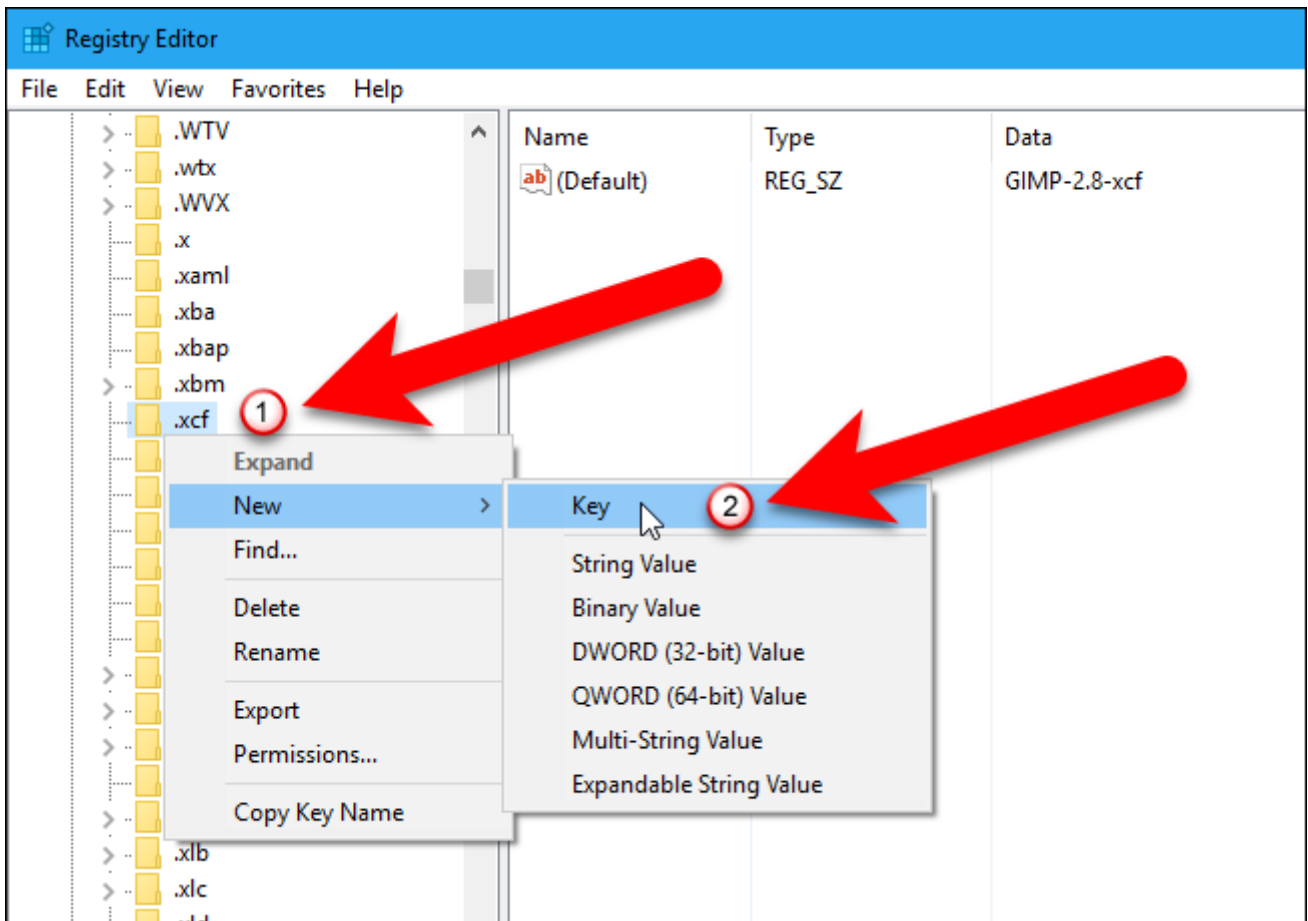 Registry Editor
File Edit View Favorites Help
.WTV
.wtx
.WVX
.x
.xaml
.xba
.xbap
.xbm
.xcf
1
Expand
New
Find...
Delete
Rename
Export
Permissions...
Copy Key Name
.xlb
.xlc
Key
2
String Value
Binary Value
DWORD (32-bit) Value
QWORD (64-bit) Value
Multi-String Value
Expandable String Value
Name Type Data
ab (Default) REG_SZ GIMP-2.8-xcf